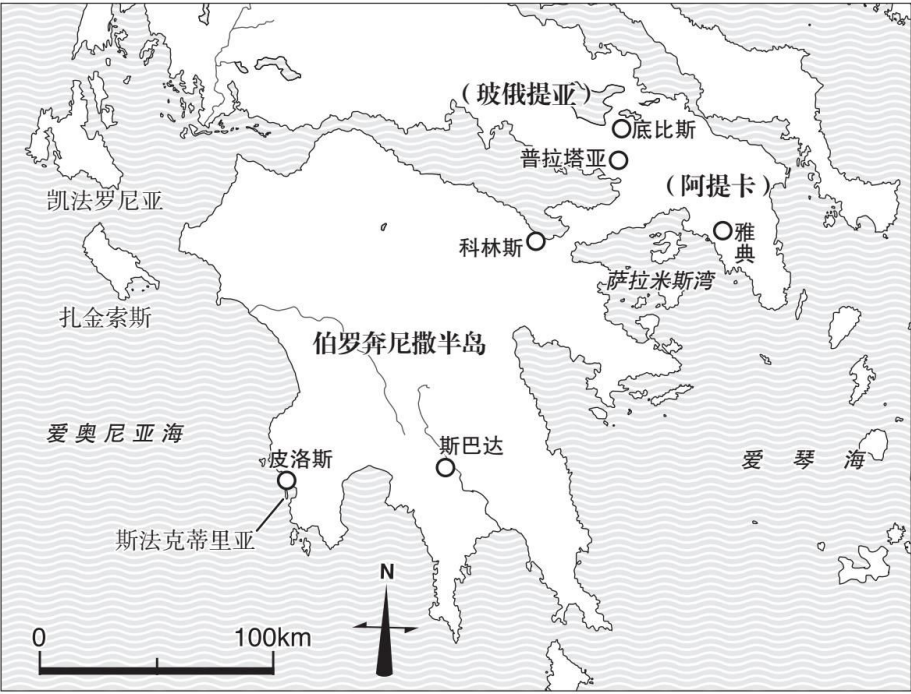 （玻俄提亚）
底比斯
普拉塔亚
（阿提卡）
凯法罗尼亚
科林斯
雅典
萨拉米斯湾
扎金索斯
伯罗奔尼撒半岛
爱奥尼亚海
斯巴达
爱琴海
皮洛斯
斯法克蒂里亚
N
0
100km